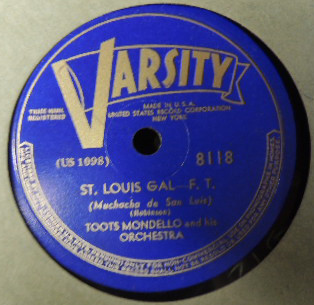 VARSITY
TRADE MARK
REGISTERED
MADE IN U.S.A.
UNITED STATES RECORD CORPORATION
NEW YORK
(US 1098) 8118
ST. LOUIS GAL—F. T.
(Muchacha de San Luis)
(Robinson)
TOOTS MONDELLO and his
ORCHESTRA